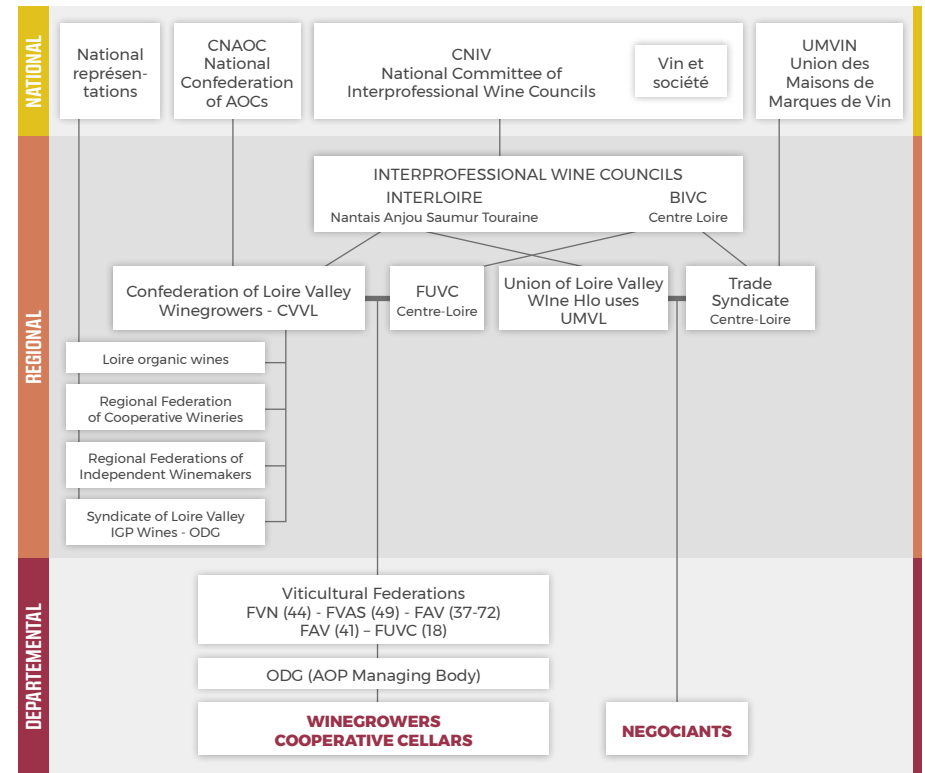 NATIONAL
National
représen-
tations
CNAOC
National
Confederation
of AOCs
CNIV
National Committee of
Interprofessional Wine Councils
Vin et
société
UMVIN
Union des
Maisons de
Marques de Vin
REGIONAL
INTERPROFESSIONAL WINE COUNCILS
INTERLOIRE
Nantais Anjou Saumur Touraine
BIVC
Centre Loire
Confederation of Loire Valley
Winegrowers - CVVL
FUVC
Centre-Loire
Union of Loire Valley
WIne HIo uses
UMVL
Trade
Syndicate
Centre-Loire
Loire organic wines
Regional Federation
of Cooperative Wineries
Regional Federations of
Independent Winemakers
Syndicate of Loire Valley
IGP Wines - ODG
DEPARTEMENTAL
Viticultural Federations
FVN (44) - FVAS (49) - FAV (37-72)
FAV (41) – FUVC (18)
ODG (AOP Managing Body)
WINEGROWERS
COOPERATIVE CELLARS
NEGOCIANTS